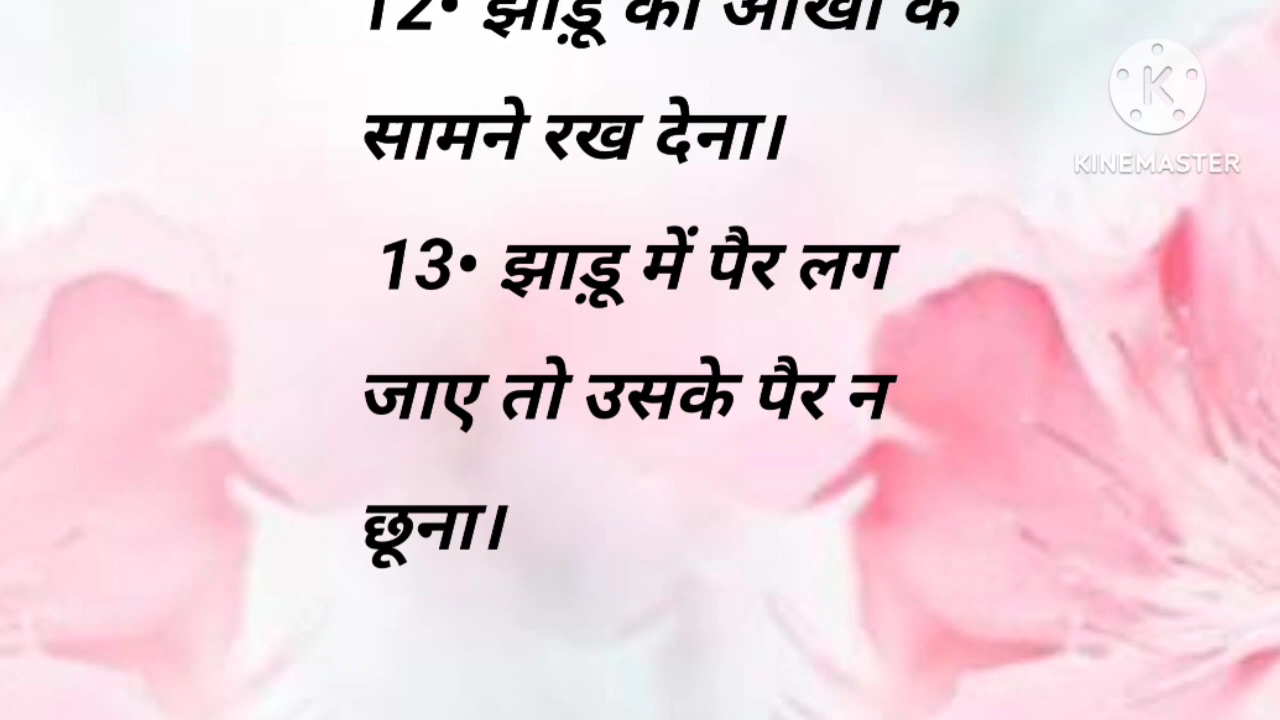 12• झाड़ू को आंखों के
सामने रख देना।
13• झाड़ू में पैर लग
जाए तो उसके पैर न
छूना।
KINEMASTER